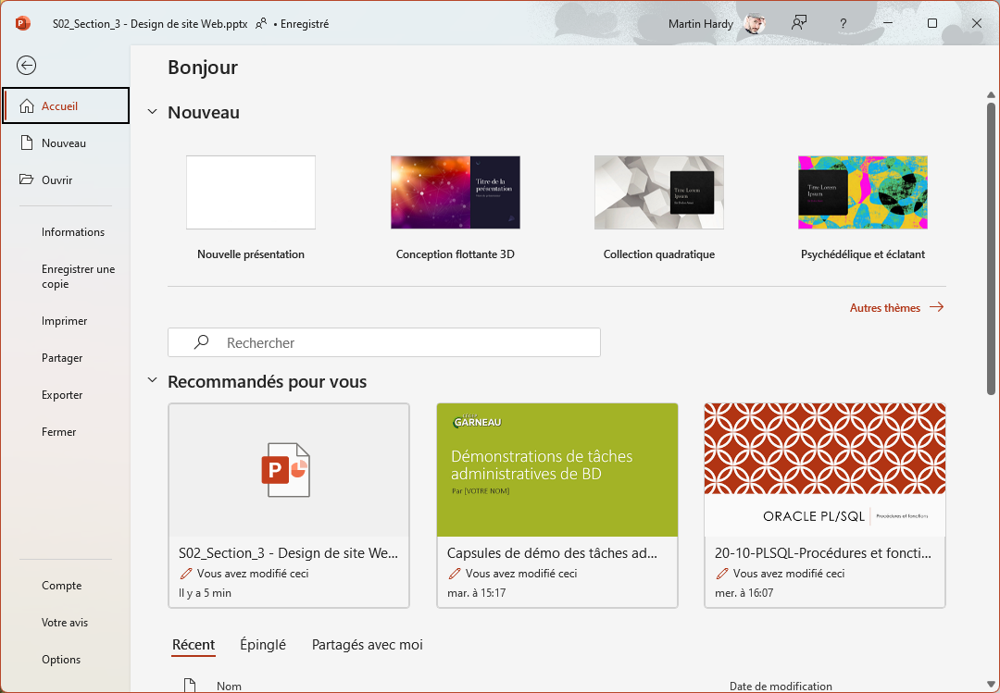 S02_Section_3 - Design de site Web.pptx • Enregistré
Martin Hardy
?
Accueil
Nouveau
Ouvrir
Informations
Enregistrer une
copie
Imprimer
Partager
Exporter
Fermer
Compte
Votre avis
Options
Bonjour
Nouveau
Titre de la
présentation
Titre Lorem
Ipsum
Titre Lorem
Ipsum
Nouvelle présentation
Conception flottante 3D
Collection quadratique
Psychédélique et éclatant
Autres thèmes
Rechercher
Recommandés pour vous
P
GARNEAU
Démonstrations de tâches
administratives de BD
Par [VOTRE NOM]
ORACLE PL/SQL
Procédures et fonctions
S02_Section_3 - Design de site We...
Vous avez modifié ceci
Il y a 5 min
Capsules de démo des tâches ad...
Vous avez modifié ceci
mar. à 15:17
20-10-PLSQL-Procédures et foncti...
Vous avez modifié ceci
mer. à 16:07
Récent
Épinglé
Partagés avec moi
Nom
Date de modification